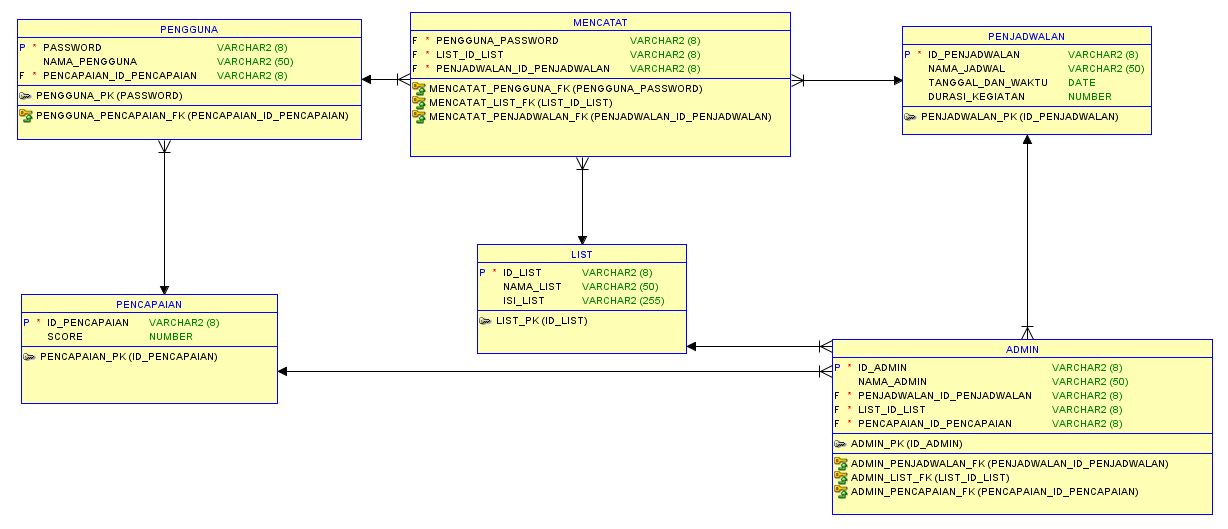 PENGGUNA
P * PASSWORD VARCHAR2 (8)
NAMA_PENGGUNA VARCHAR2 (50)
F * PENCAPAIAN_ID_PENCAPAIAN VARCHAR2 (8)
PENGGUNA_PK (PASSWORD)
PENGGUNA_PENCAPAIAN_FK (PENCAPAIAN_ID_PENCAPAIAN)
MENCATAT
F * PENGGUNA_PASSWORD VARCHAR2 (8)
F * LIST_ID_LIST VARCHAR2 (8)
F * PENJADWALAN_ID_PENJADWALAN VARCHAR2 (8)
MENCATAT_PENGGUNA_FK (PENGGUNA_PASSWORD)
MENCATAT_LIST_FK (LIST_ID_LIST)
MENCATAT_PENJADWALAN_FK (PENJADWALAN_ID_PENJADWALAN)
PENJADWALAN
P * ID_PENJADWALAN VARCHAR2 (8)
NAMA_JADWAL VARCHAR2 (50)
TANGGAL_DAN_WAKTU DATE
DURASI_KEGIATAN NUMBER
PENJADWALAN_PK (ID_PENJADWALAN)
LIST
P * ID_LIST VARCHAR2 (8)
NAMA_LIST VARCHAR2 (50)
ISI_LIST VARCHAR2 (255)
LIST_PK (ID_LIST)
PENCAPAIAN
P * ID_PENCAPAIAN VARCHAR2 (8)
SCORE NUMBER
PENCAPAIAN_PK (ID_PENCAPAIAN)
ADMIN
P * ID_ADMIN VARCHAR2 (8)
NAMA_ADMIN VARCHAR2 (50)
F * PENJADWALAN_ID_PENJADWALAN VARCHAR2 (8)
F * LIST_ID_LIST VARCHAR2 (8)
F * PENCAPAIAN_ID_PENCAPAIAN VARCHAR2 (8)
ADMIN_PK (ID_ADMIN)
ADMIN_PENJADWALAN_FK (PENJADWALAN_ID_PENJADWALAN)
ADMIN_LIST_FK (LIST_ID_LIST)
ADMIN_PENCAPAIAN_FK (PENCAPAIAN_ID_PENCAPAIAN)